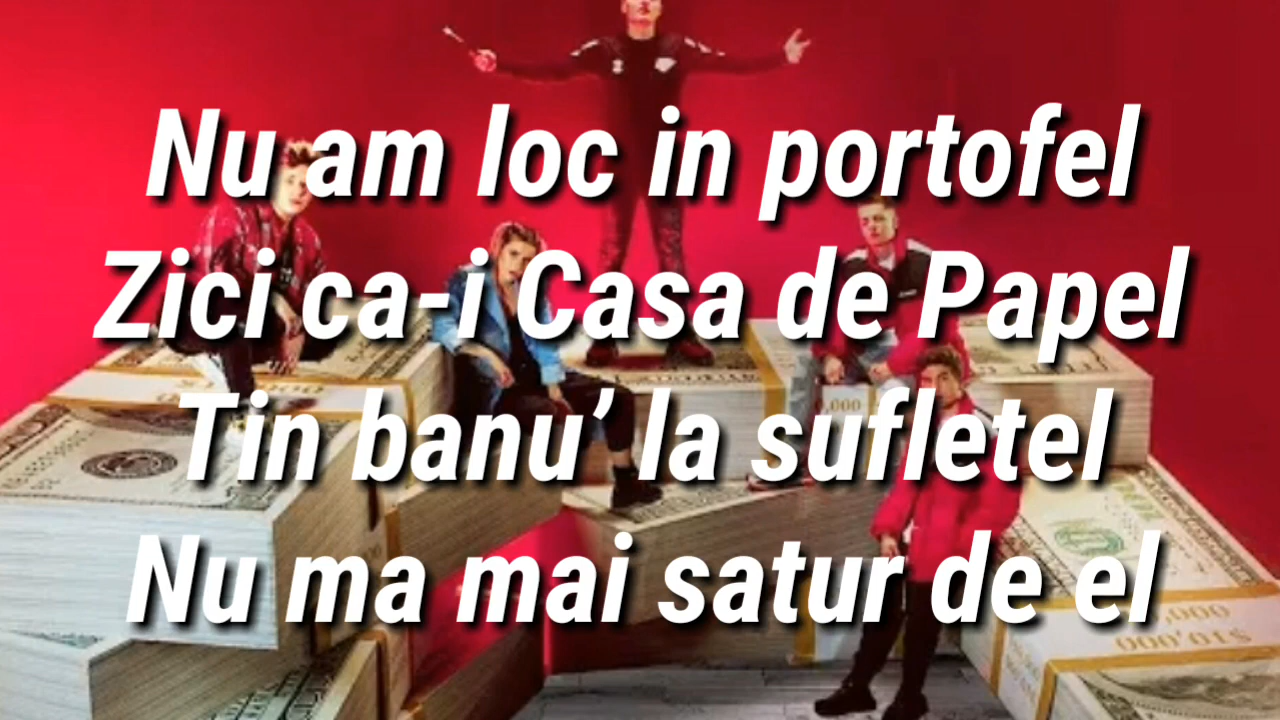 Nu am loc in portofel
Zici ca-i Casa de Papel
Tin banu’ la sufletel
Nu ma mai satur de el